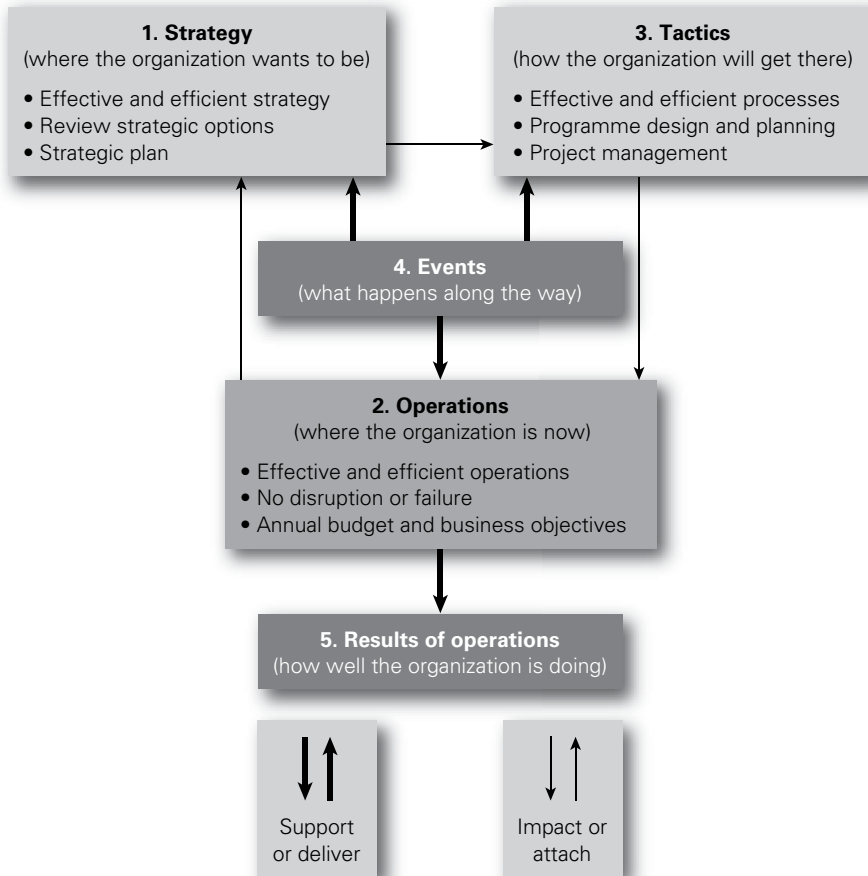 1. Strategy
(where the organization wants to be)
• Effective and efficient strategy
• Review strategic options
• Strategic plan
3. Tactics
(how the organization will get there)
• Effective and efficient processes
• Programme design and planning
• Project management
4. Events
(what happens along the way)
2. Operations
(where the organization is now)
• Effective and efficient operations
• No disruption or failure
• Annual budget and business objectives
5. Results of operations
(how well the organization is doing)
Support
or deliver
Impact or
attach